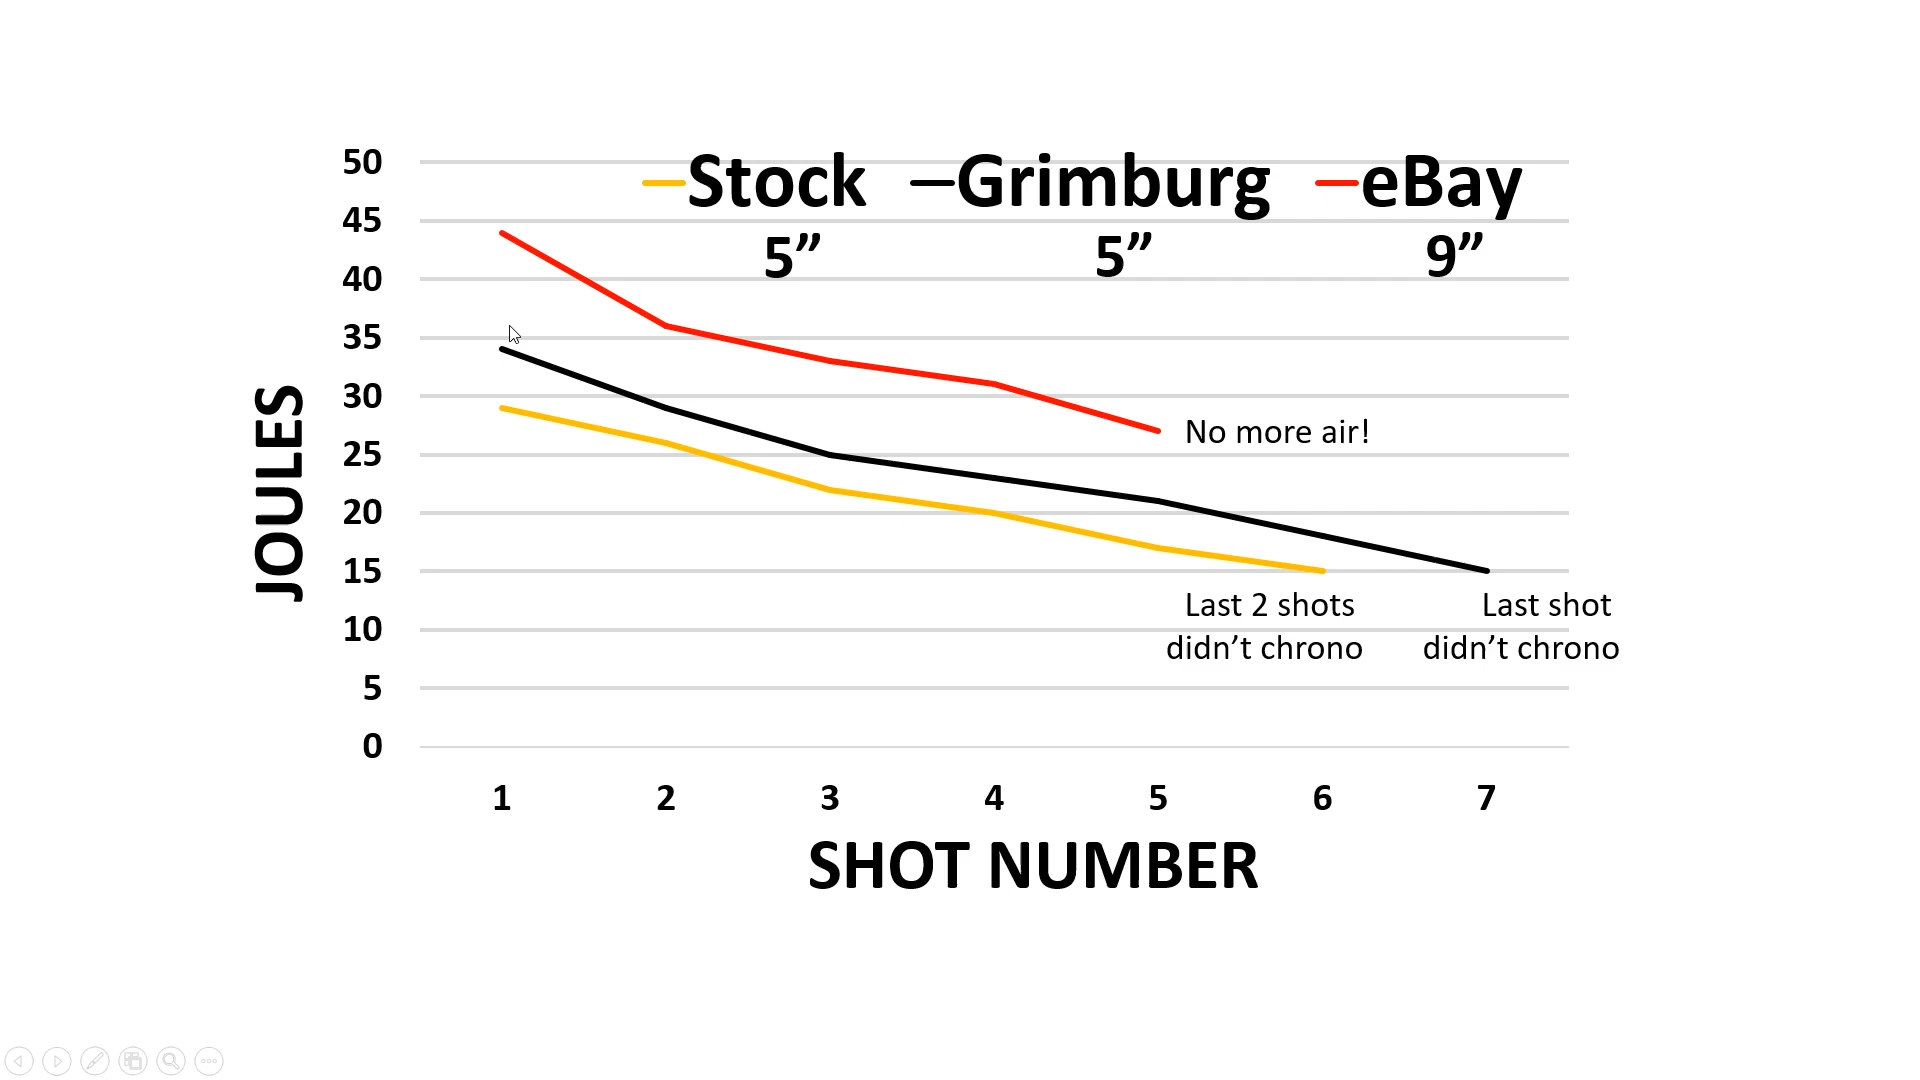 50
Stock Grimburg eBay
45
5” 5” 9”
40
35
30
No more air!
25
20
15
Last 2 shots
didn’t chrono
Last shot
didn’t chrono
10
5
0
JOULES
1 2 3 4 5 6 7
SHOT NUMBER